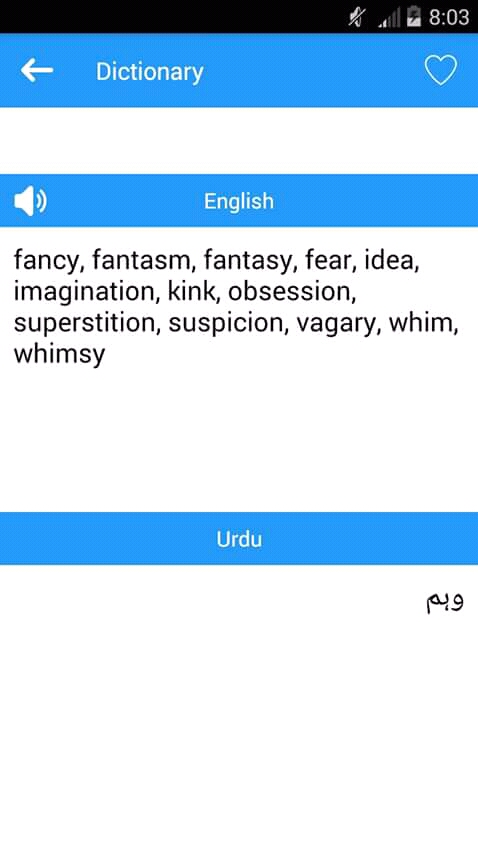 8:03
Dictionary
English
fancy, fantasm, fantasy, fear, idea,
imagination, kink, obsession,
superstition, suspicion, vagary, whim,
whimsy
Urdu
وہم